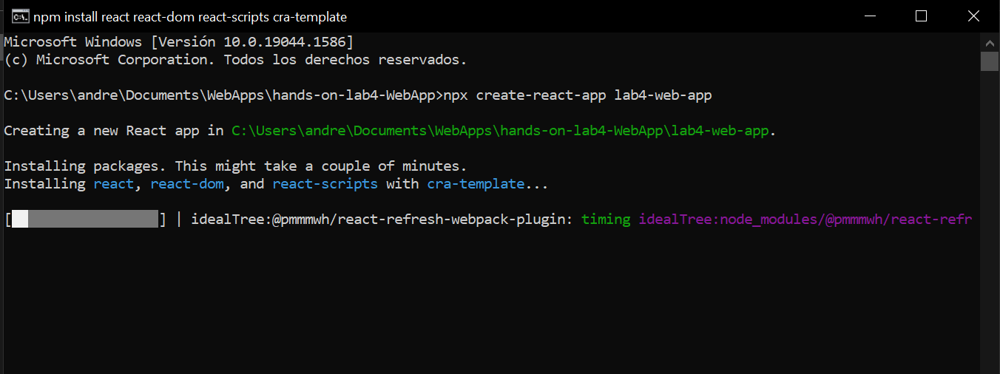 npm install react react-dom react-scripts cra-template
Microsoft Windows [Versión 10.0.19044.1586]
(c) Microsoft Corporation. Todos los derechos reservados.
C:\Users\andre\Documents\WebApps\hands-on-lab4-WebApp>npx create-react-app lab4-web-app
Creating a new React app in C:\Users\andre\Documents\WebApps\hands-on-lab4-WebApp\lab4-web-app.
Installing packages. This might take a couple of minutes.
Installing react, react-dom, and react-scripts with cra-template...
[          ] | idealTree:@pmmmwh/react-refresh-webpack-plugin: timing idealTree:node_modules/@pmmmwh/react-refr